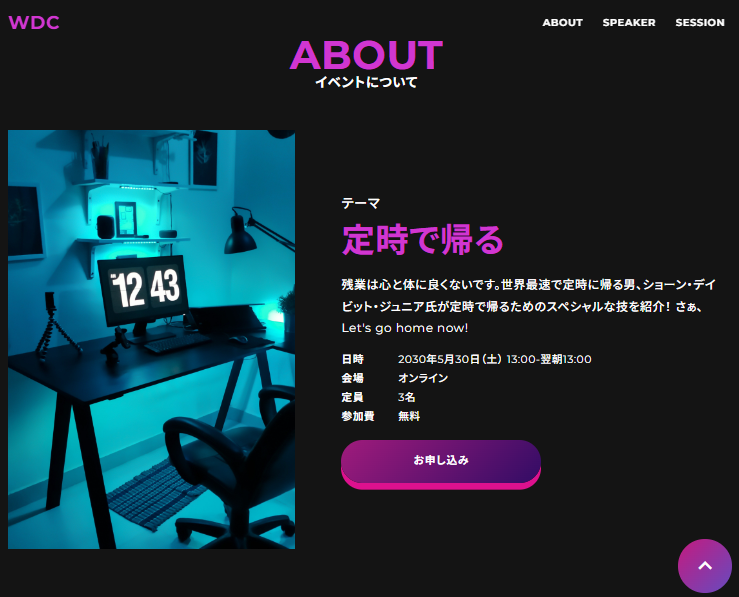 WDC
ABOUT SPEAKER SESSION
ABOUT
イベントについて
12 43
テーマ
定時で帰る
残業は心と体に良くないです。世界最速で定時に帰る男、ショーン・デイ
ビット・ジュニア氏が定時で帰るためのスペシャルな技を紹介! さぁ、
Let's go home now!
日時 2030年5月30日(土) 13:00-翌朝13:00
会場 オンライン
定員 3名
参加費 無料
お申し込み